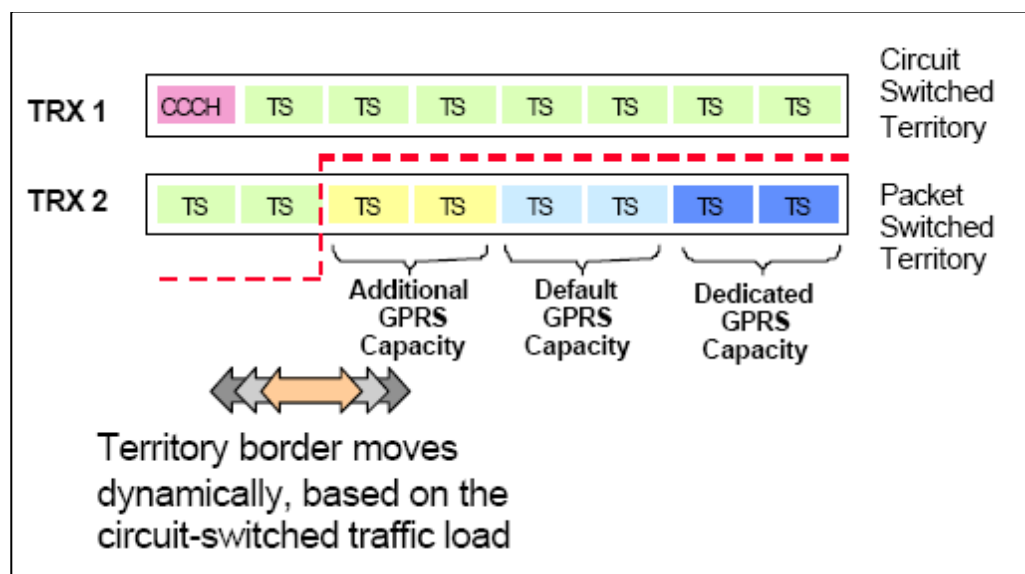 Circuit
Switched
Territory
TRX 1
CCCH TS TS TS TS TS TS TS
TRX 2
TS TS TS TS TS TS TS TS
Packet
Switched
Territory
Additional
GPRS
Capacity
Default
GPRS
Capacity
Dedicated
GPRS
Capacity
Territory border moves
dynamically, based on the
circuit-switched traffic load